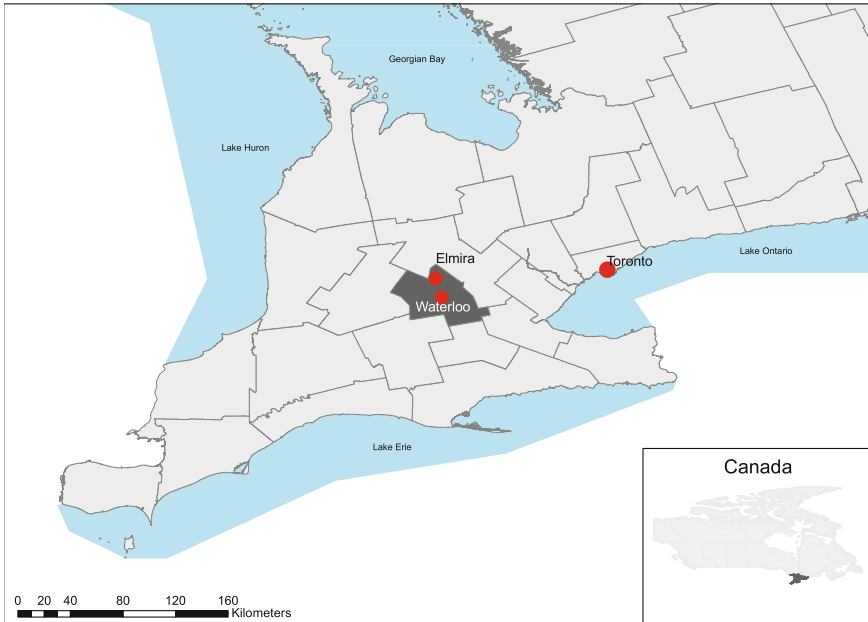 Georgian Bay
Lake Huron
Elmira
Waterloo
Toronto
Lake Ontario
Lake Erie
Canada
0 20 40 80 120 160
Kilometers